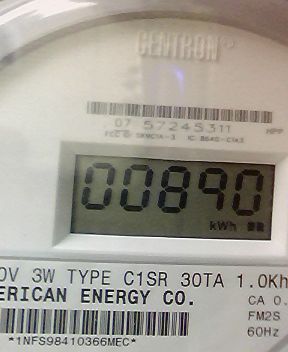 CENTRON®
07 57245311
HPP
00890
kWh
0V 3W TYPE C1SR 30TA 1.0Kh
ERICAN ENERGY CO.
CA 0.
FM2S
60Hz
*1NFS98410366MEC*